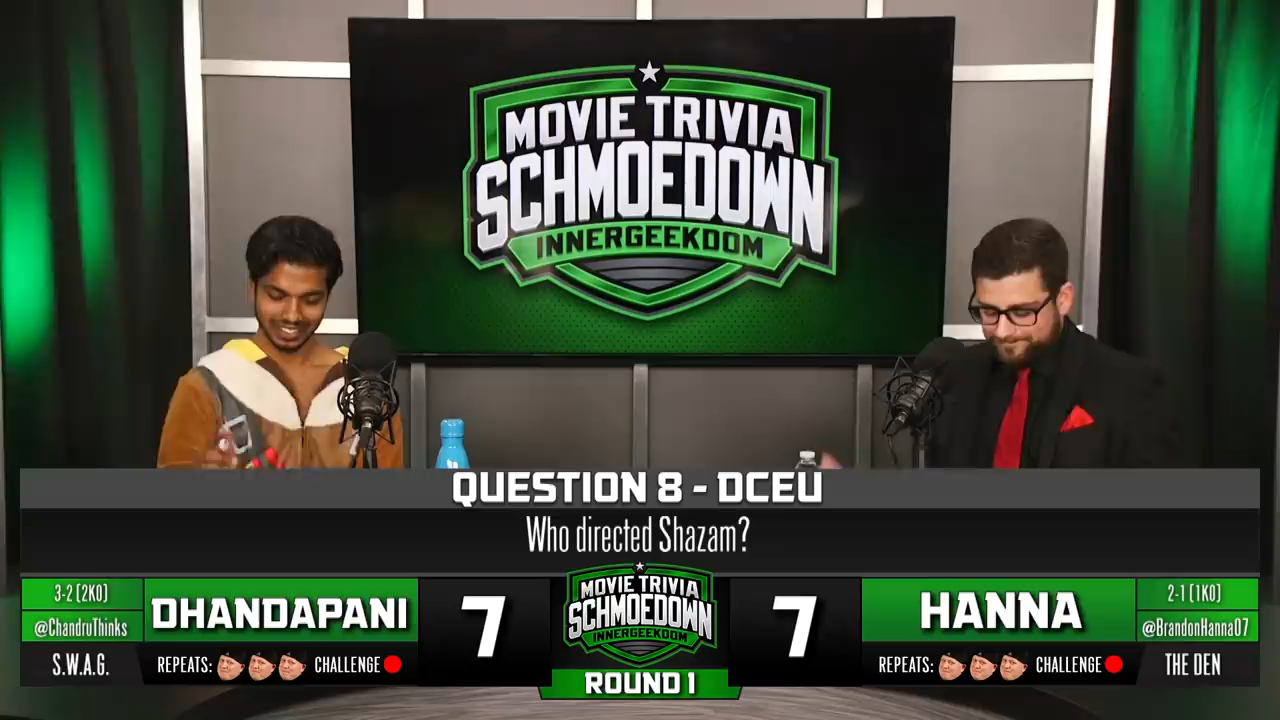 MOVIE TRIVIA
SCHMOEDOWN
INNERGEEKDOM
QUESTION 8 - DCEU
Who directed Shazam?
3-2 (2KO)
@ChandruThinks
S.W.A.G.
DHANDAPANI
REPEATS:
CHALLENGE
7
MOVIE TRIVIA
SCHMOEDOWN
INNERGEEKDOM
ROUND 1
7
HANNA
REPEATS:
CHALLENGE
2-1 (1KO)
@BrandonHanna07
THE DEN